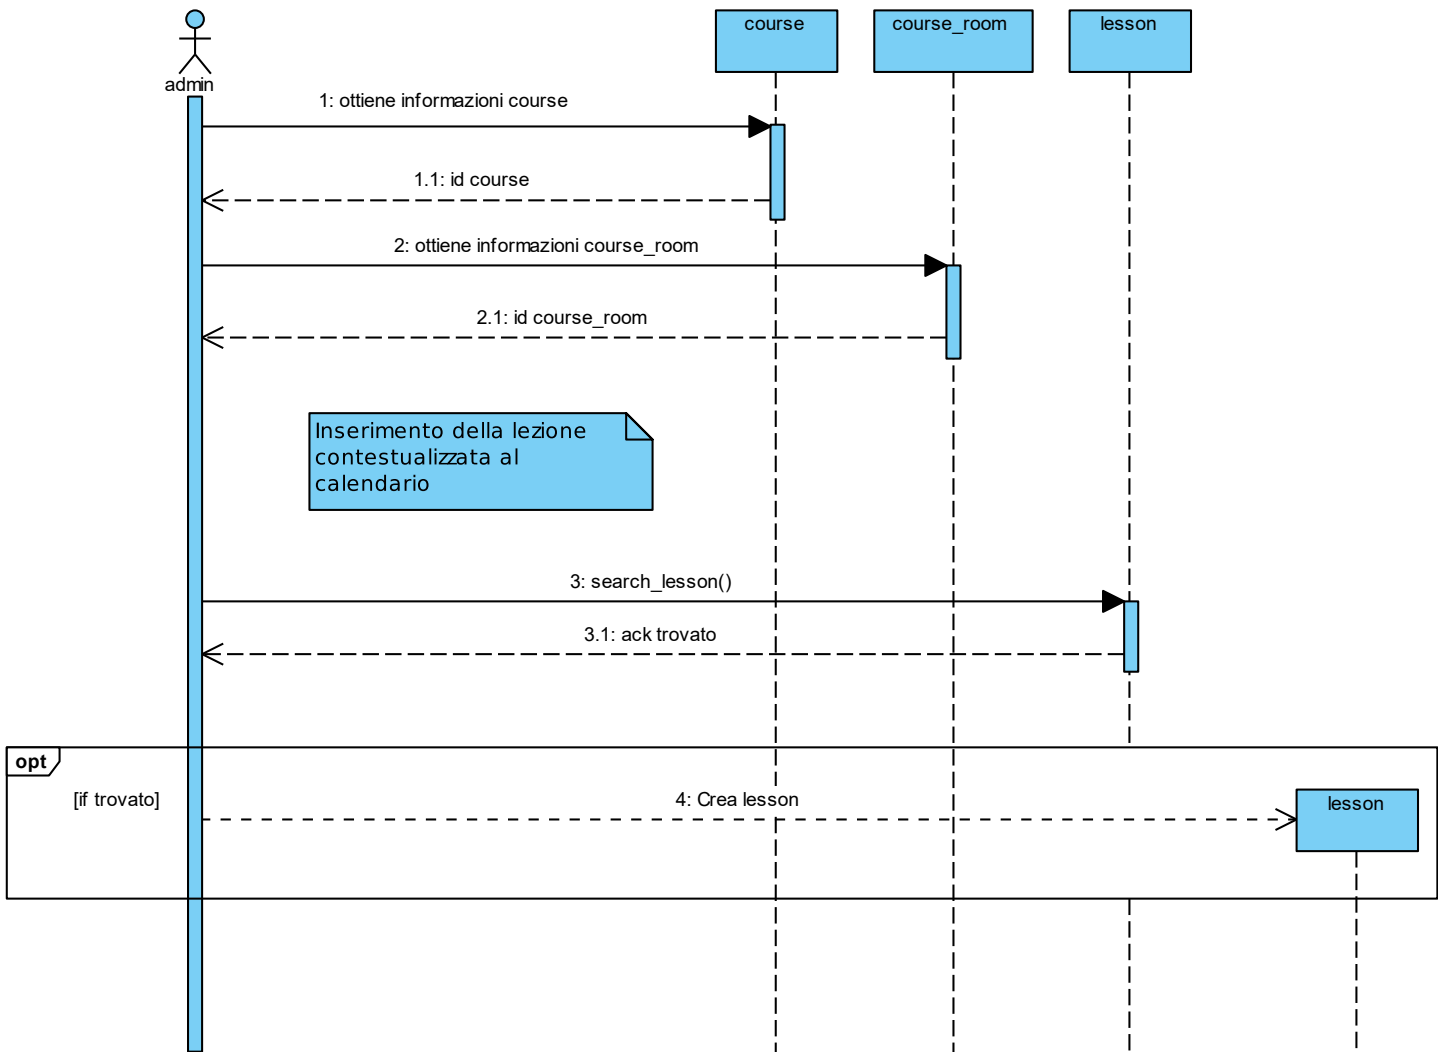 admin
course
course_room
lesson
1: ottiene informazioni course
1.1: id course
2: ottiene informazioni course_room
2.1: id course_room
Inserimento della lezione
contestualizzata al
calendario
3: search_lesson()
3.1: ack trovato
opt
[if trovato]
4: Crea lesson
lesson